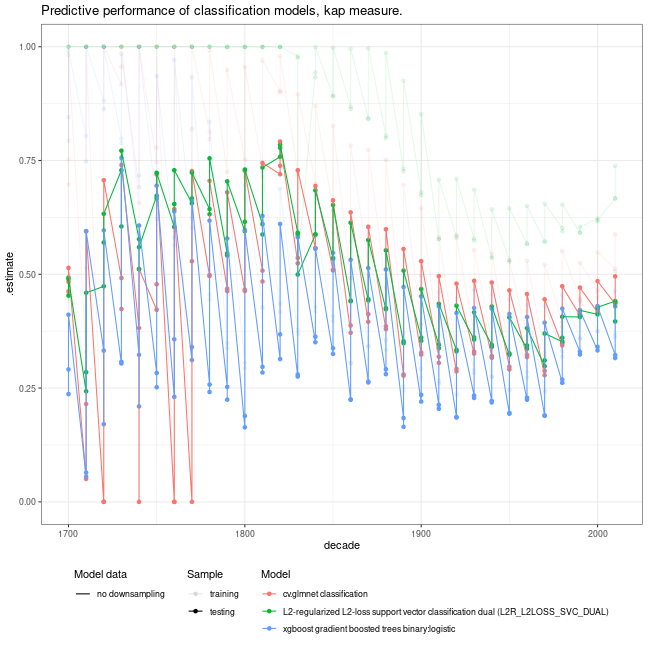 Predictive performance of classification models, kap measure.
1.00
0.75
0.50
0.25
0.00
.estimate
1700
1800
1900
2000
decade
Model data
no downsampling
Sample
training
testing
Model
cv.glmnet classification
L2-regularized L2-loss support vector classification dual (L2R_L2LOSS_SVC_DUAL)
xgboost gradient boosted trees binary:logistic